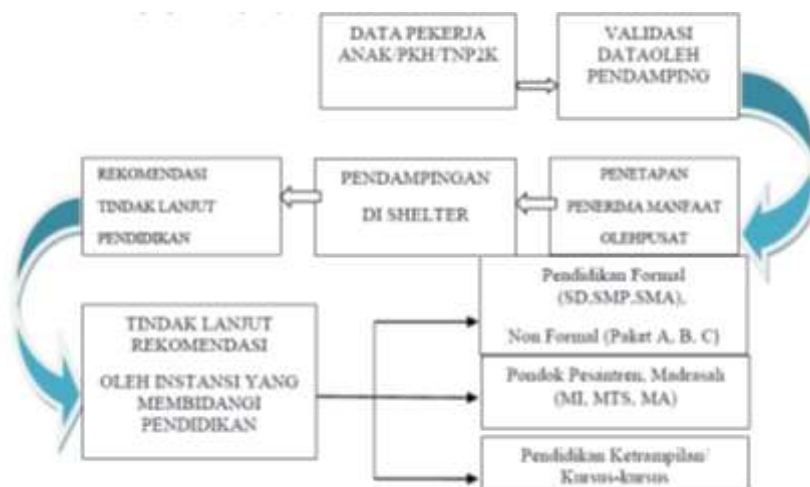 DATA PEKERJA
ANAK/PKH/TNP2K
VALIDASI
DATAOLEH
PENDAMPING
REKOMENDASI
TINDAK LANJUT
PENDIDIKAN
PENDAMPINGAN
DI SHELTER
PENETAPAN
PENERIMA MANFAAT
OLEHPUSAT
TINDAK LANJUT
REKOMENDASI
OLEH INSTANSI YANG
MEMBIDANGI
PENDIDIKAN
Pendidikan Formal
(SD,SMP,SMA),
Non Formal (Paket A, B, C)
Pondok Pesantren, Madrasah
(MI, MTS, MA)
Pendidikan Ketrampilan/
Kursus-kursus